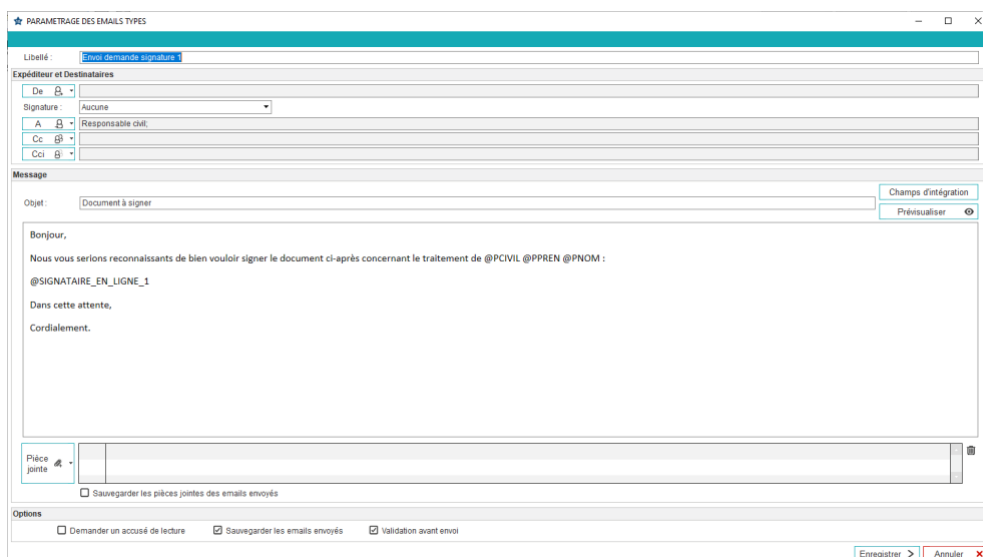 PARAMETRAGE DES EMAILS TYPES
Libellé : Envoi demande signature 1
Expéditeur et Destinataires
De
Signature : Aucune
A Responsable civil;
Cc
Cci
Message
Champs d'intégration
Objet : Document à signer
Prévisualiser
Bonjour,
Nous vous serions reconnaissants de bien vouloir signer le document ci-après concernant le traitement de @PCIVIL @PPREN @PNOM :
@SIGNATAIRE_EN_LIGNE_1
Dans cette attente,
Cordialement.
Pièce
jointe
Sauvegarder les pièces jointes des emails envoyés
Options
Demander un accusé de lecture Sauvegarder les emails envoyés Validation avant envoi
Enregistrer Annuler